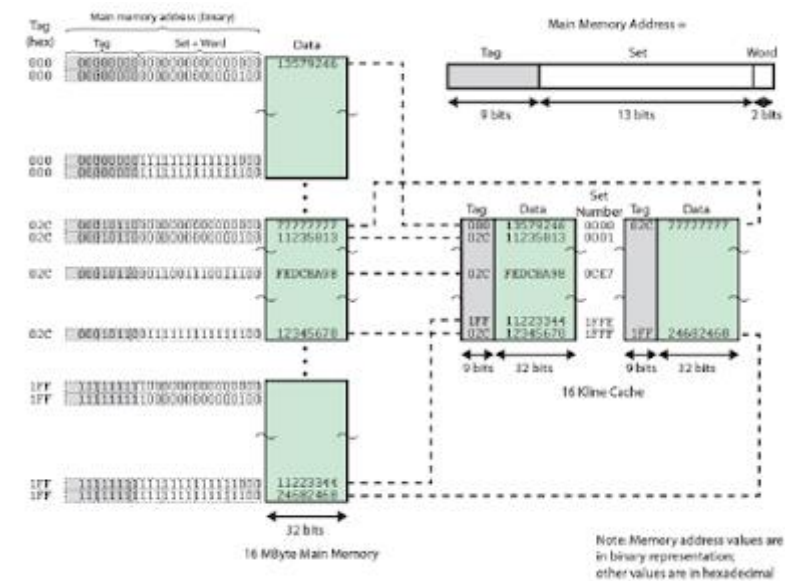 Main memory address (binary)
Tag
(hex)
Tag
Set + Word
Data
000
13579246
000
000
000
02C
77777777
02C
11235813
02C
FEDCBA98
02C
12345678
1FF
1FF
1FF
11223344
1FF
24682468
32 bits
16 MByte Main Memory
Main Memory Address =
Tag
Set
Word
9 bits
13 bits
2 bits
Set
Tag
Data
Number
Tag
Data
000
13579246
0000
02C
77777777
02C
11235813
0001
02C
FEDCBA98
0CE7
1FF
11223344
1FFE
02C
12345678
1FFF
1FF
24682468
9 bits
32 bits
9 bits
32 bits
16 Kline Cache
Note: Memory address values are
in binary representation;
other values are in hexadecimal